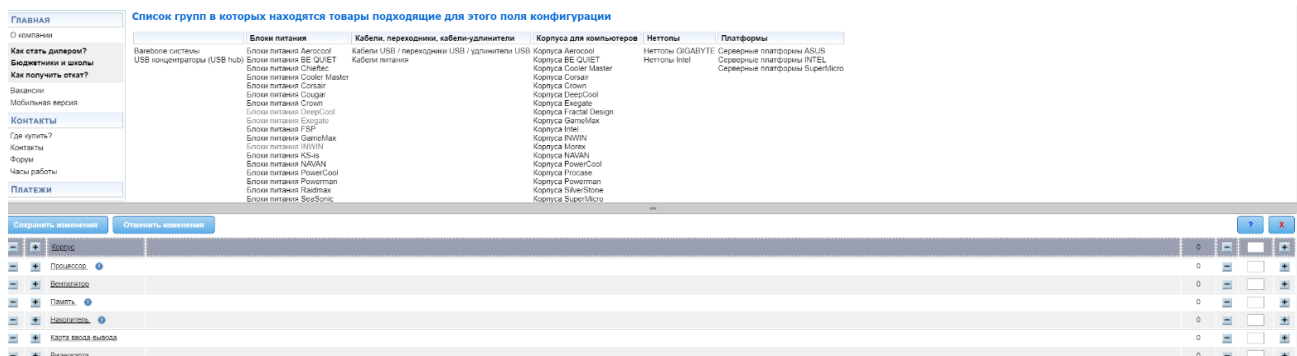 Главная
О компании
Как стать дилером?
Бюджетники и школы
Как получить откат?
Вакансии
Мобильная версия
Контакты
Где купить?
Контакты
Форум
Часы работы
Платежи
Список групп в которых находятся товары подходящие для этого поля конфигурации
Блоки питания Кабели, переходники, кабели-удлинители Корпуса для компьютеров Неттопы Платформы
Barebone системы Блоки питания Aerocool Кабели USB / переходники USB / удлинители USB Корпуса Aerocool Неттопы GIGABYTE Серверные платформы ASUS
USB концентраторы (USB hub) Блоки питания BE QUIET Кабели питания Корпуса BE QUIET Неттопы Intel Серверные платформы INTEL
Блоки питания Chieftec Корпуса Cooler Master Серверные платформы SuperMicro
Блоки питания Cooler Master Корпуса Corsair
Блоки питания Corsair Корпуса Crown
Блоки питания Cougar Корпуса DeepCool
Блоки питания Crown Корпуса Exegate
Блоки питания DeepCool Корпуса Fractal Design
Блоки питания Exegate Корпуса GameMax
Блоки питания FSP Корпуса Intel
Блоки питания GameMax Корпуса INWIN
Блоки питания INWIN Корпуса Morex
Блоки питания KS-is Корпуса NAVAN
Блоки питания NAVAN Корпуса PowerCool
Блоки питания PowerCool Корпуса Procase
Блоки питания Powerman Корпуса Powerman
Блоки питания Raidmax Корпуса SilverStone
Блоки питания SeaSonic Корпуса SuperMicro
Сохранить изменения Отменить изменения ? X
Корпус 0
Процессор 0
Вентилятор 0
Память 0
Накопитель 0
Карта ввода-вывода 0
Видеокарта